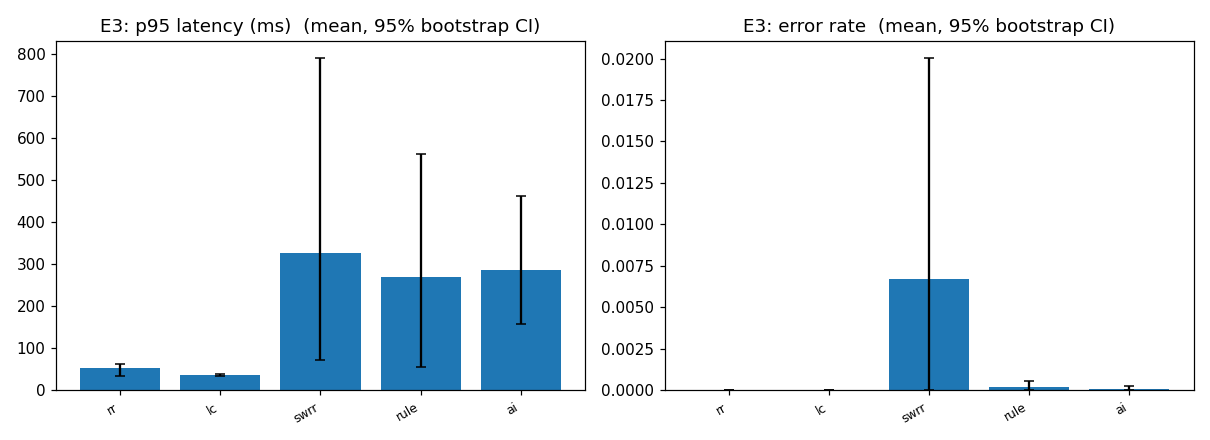 E3: p95 latency (ms)  (mean, 95% bootstrap CI)
800
700
600
500
400
300
200
100
0
rr
lc
swrr
rule
ai
E3: error rate  (mean, 95% bootstrap CI)
0.0200
0.0175
0.0150
0.0125
0.0100
0.0075
0.0050
0.0025
0.0000
rr
lc
swrr
rule
ai